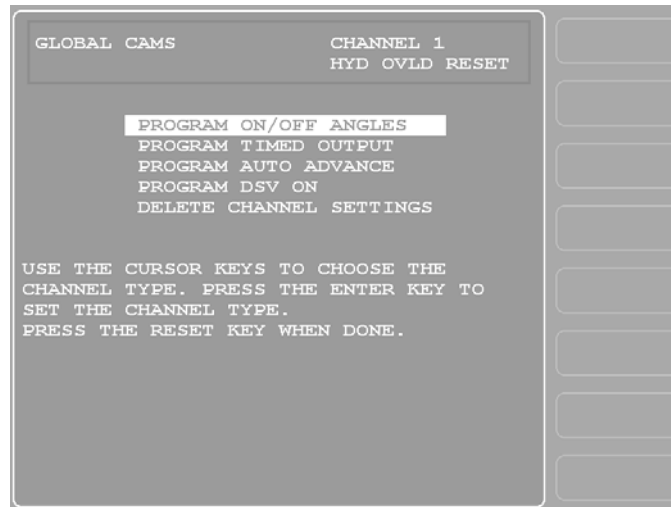 GLOBAL CAMS CHANNEL 1
HYD OVLD RESET
PROGRAM ON/OFF ANGLES
PROGRAM TIMED OUTPUT
PROGRAM AUTO ADVANCE
PROGRAM DSV ON
DELETE CHANNEL SETTINGS
USE THE CURSOR KEYS TO CHOOSE THE
CHANNEL TYPE. PRESS THE ENTER KEY TO
SET THE CHANNEL TYPE.
PRESS THE RESET KEY WHEN DONE.